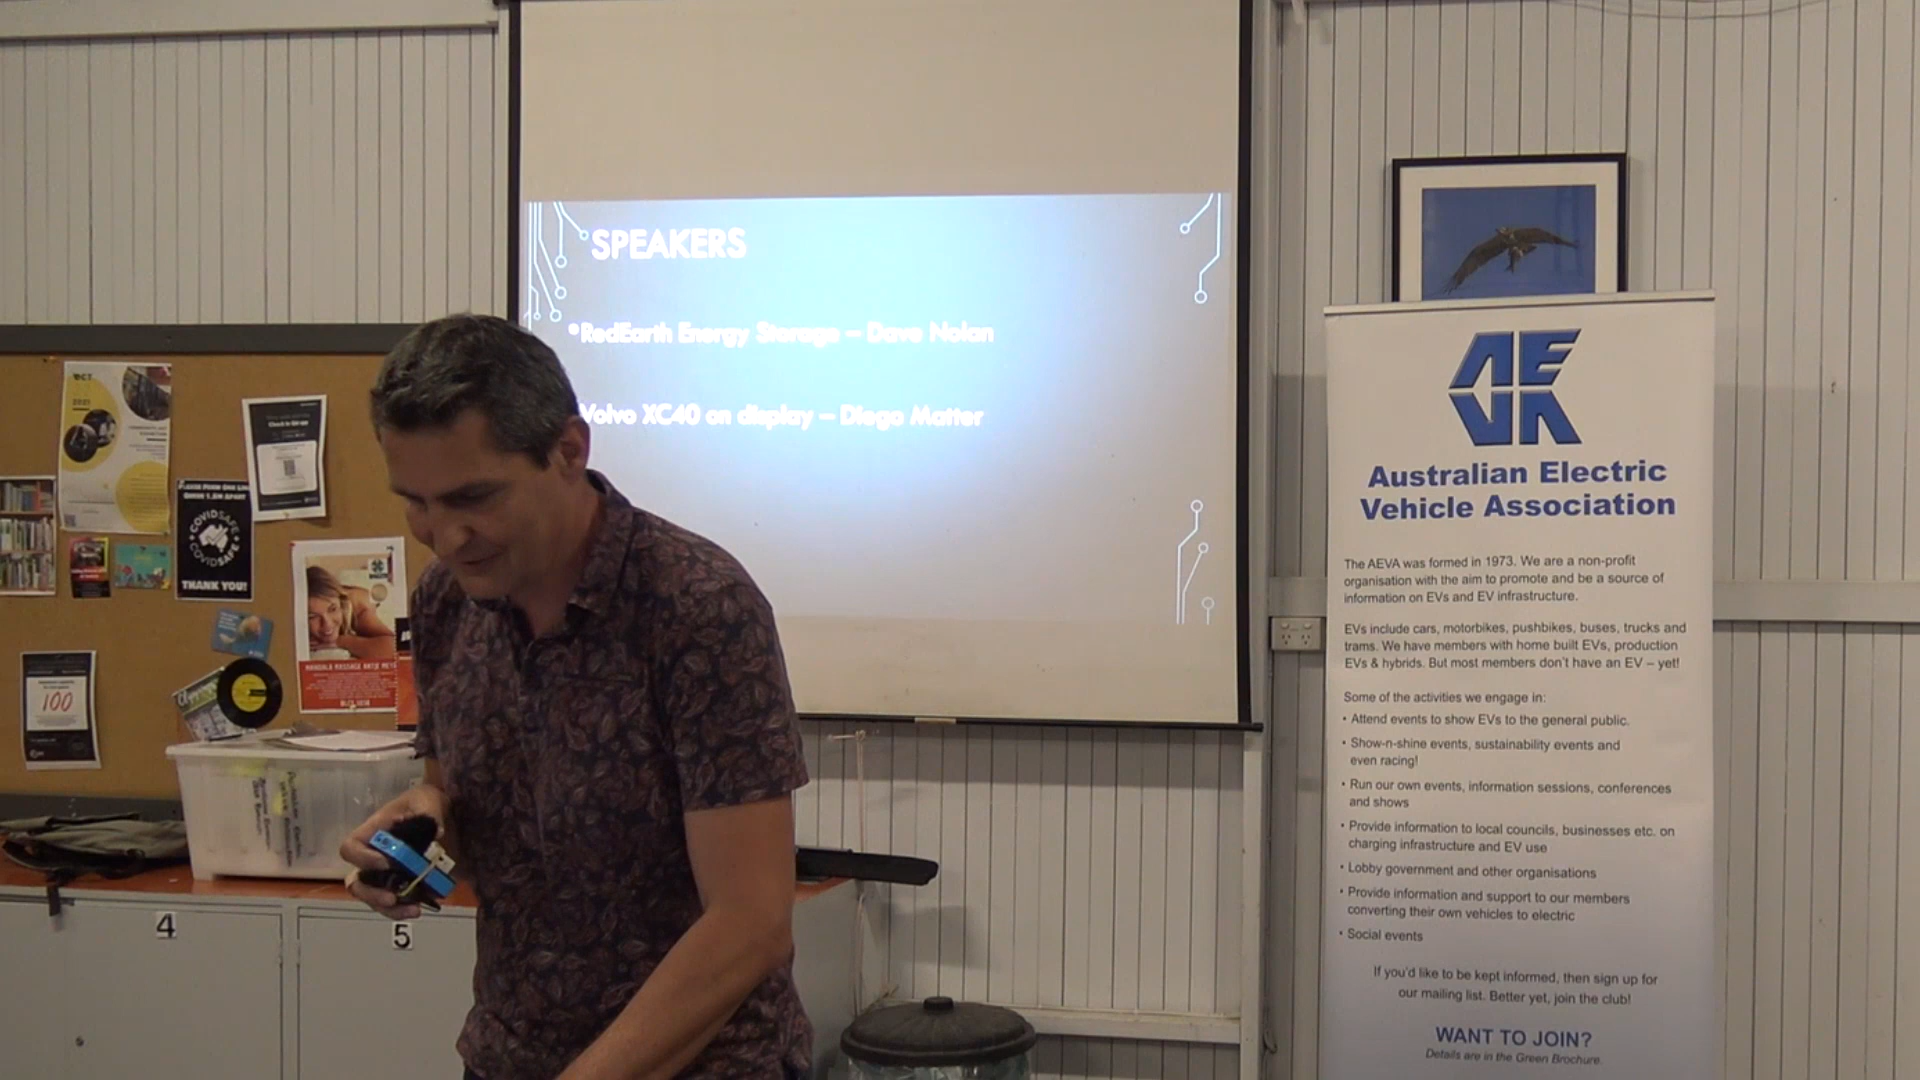 SPEAKERS
•RedEarth Energy Storage – Dave Nolan
Volvo XC40 on display – Diego Matter
AEVA
Australian Electric
Vehicle Association
The AEVA was formed in 1973. We are a non-profit
organisation with the aim to promote and be a source of
information on EVs and EV infrastructure.
EVs include cars, motorbikes, pushbikes, buses, trucks and
trams. We have members with home built EVs, production
EVs & hybrids. But most members don't have an EV – yet!
Some of the activities we engage in:
• Attend events to show EVs to the general public.
• Show-n-shine events, sustainability events and
even racing!
• Run our own events, information sessions, conferences
and shows
• Provide information to local councils, businesses etc. on
charging infrastructure and EV use
• Lobby government and other organisations
• Provide information and support to our members
converting their own vehicles to electric
• Social events
If you'd like to be kept informed, then sign up for
our mailing list. Better yet, join the club!
WANT TO JOIN?
Details are in the Green Brochure.
OCT
2021
Check in
COVIDSAFE
COVIDSAFE
THANK YOU!
100
4
5